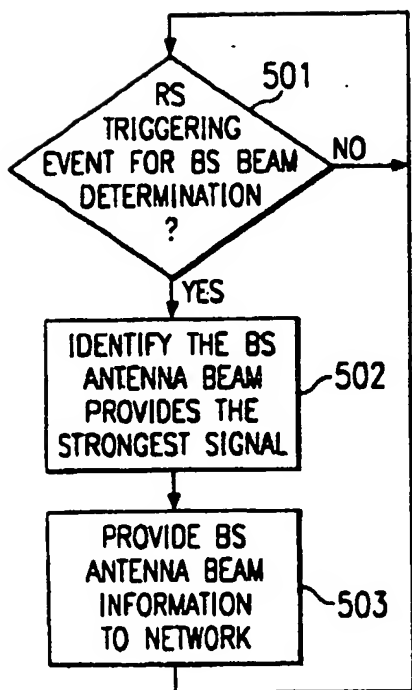 501
RS
TRIGGERING
EVENT FOR BS BEAM
DETERMINATION
?
NO
YES
IDENTIFY THE BS
ANTENNA BEAM
PROVIDES THE
STRONGEST SIGNAL
502
PROVIDE BS
ANTENNA BEAM
INFORMATION
TO NETWORK
503